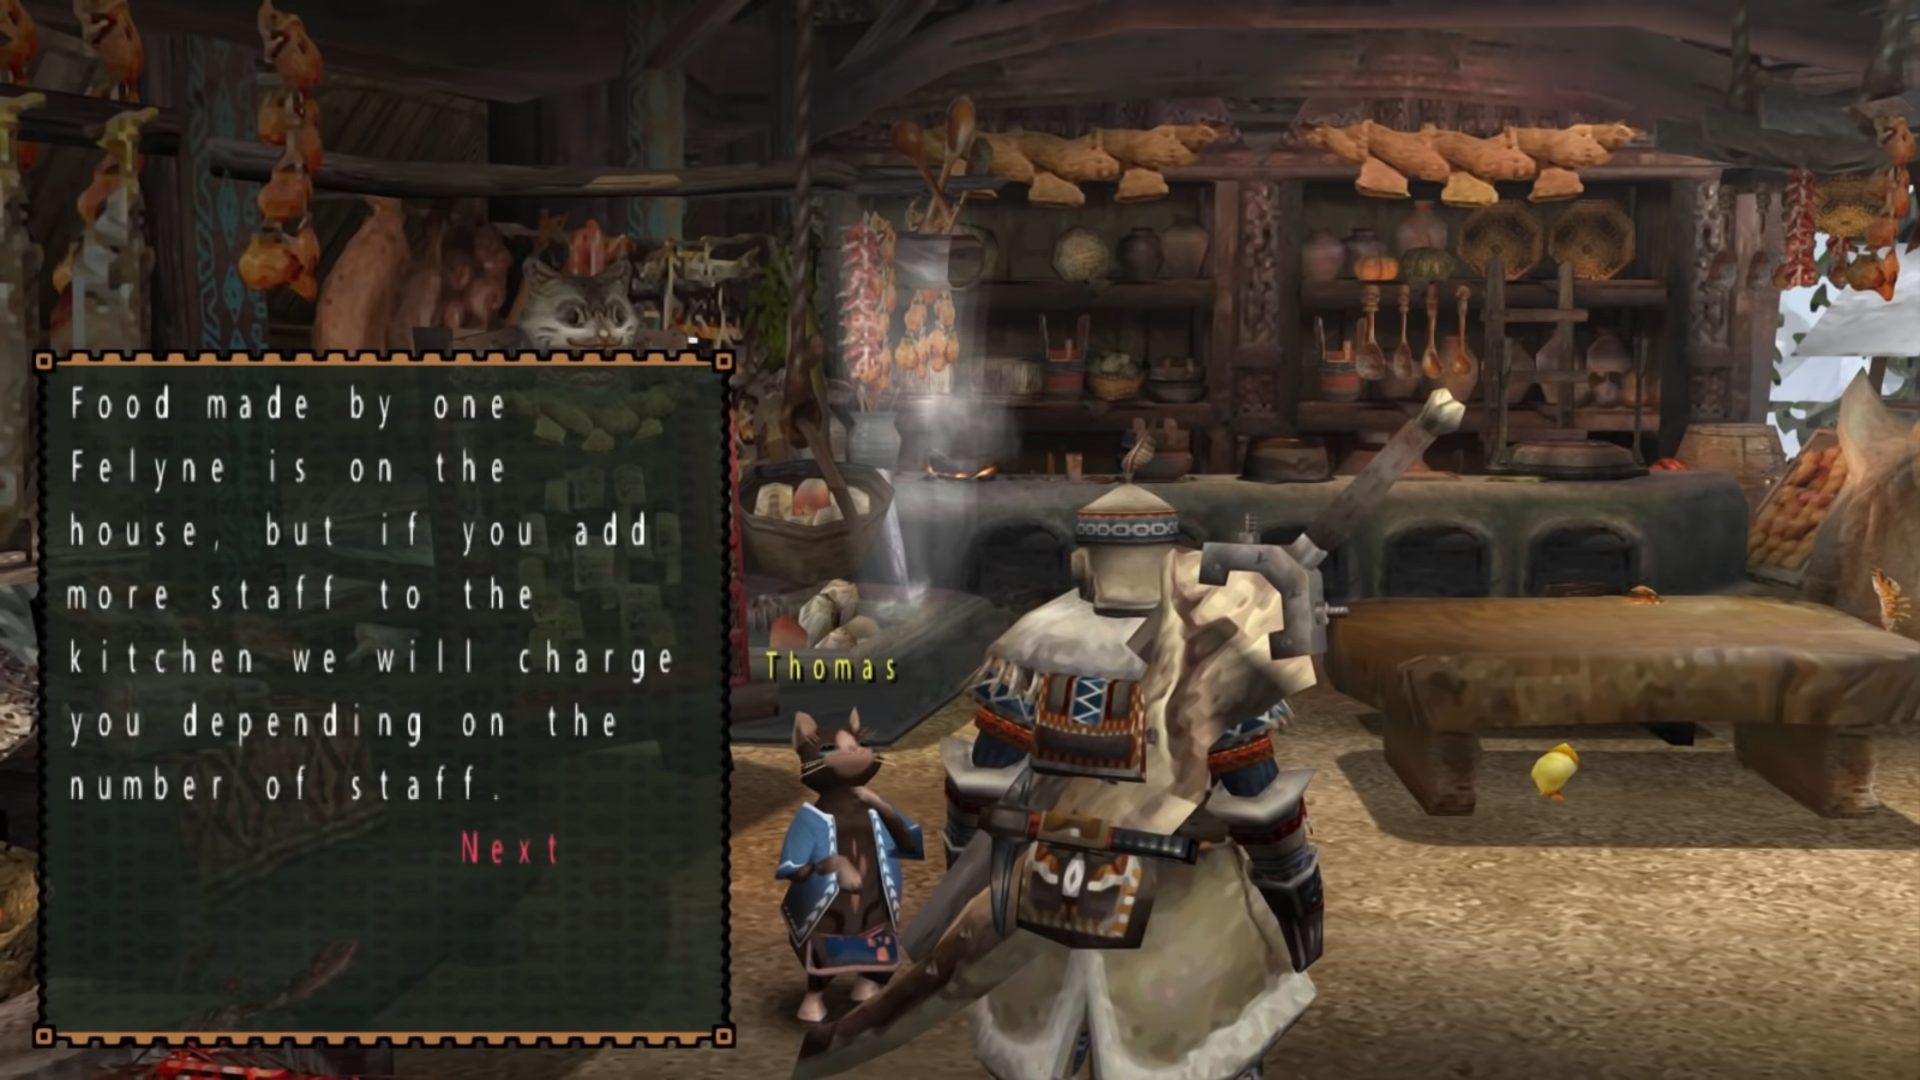 Food made by one
Felyne is on the
house, but if you add
more staff to the
kitchen we will charge
you depending on the
number of staff.
Next
Thomas